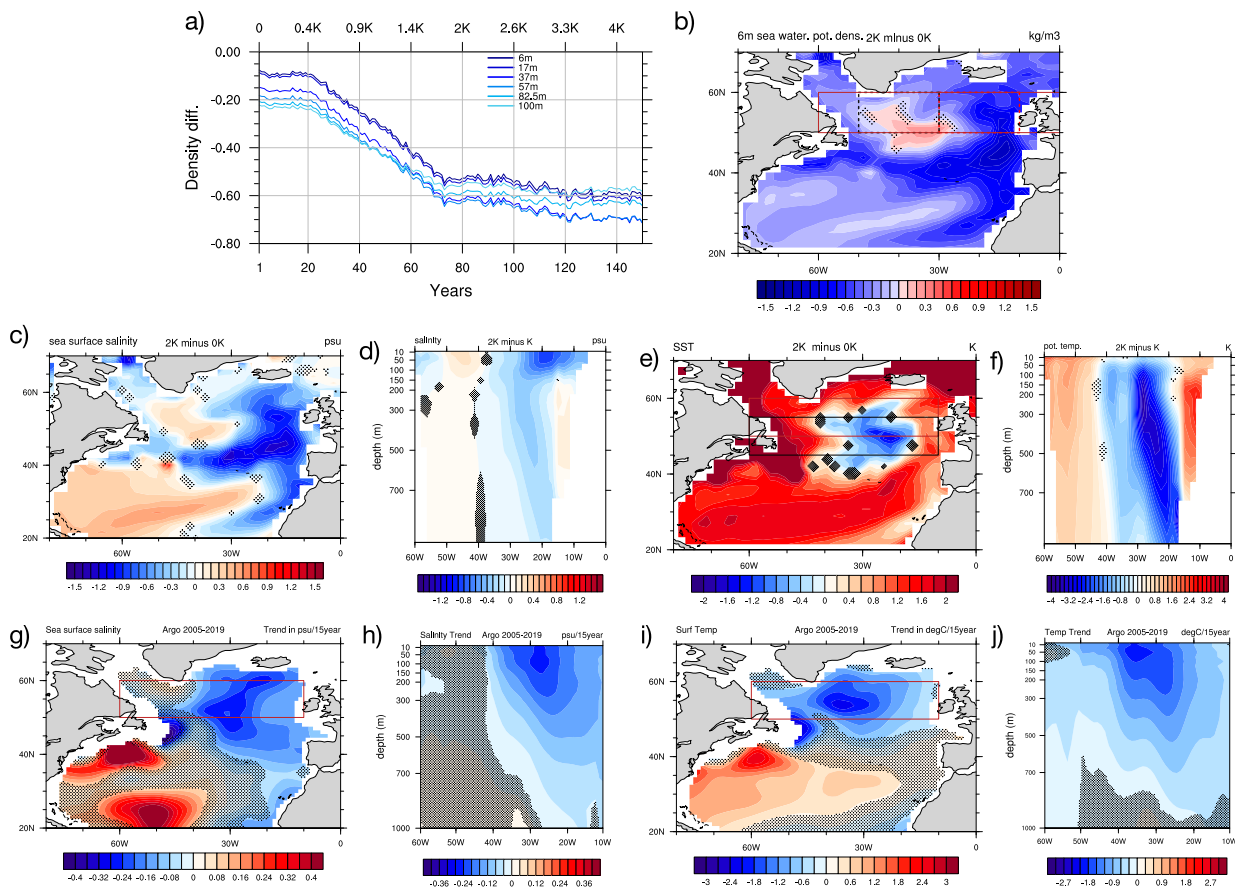 a)
0 0.4K 0.9K 1.4K 2K 2.6K 3.3K 4K
0.00
-0.20
-0.40
-0.60
-0.80
Density diff.
6m
17m
37m
57m
82.5m
100m
1 20 40 60 80 100 120 140
Years
b)
6m sea water. pot. dens. 2K minus 0K kg/m3
60N
40N
20N
60W 30W 0
-1.5 -1.2 -0.9 -0.6 -0.3 0 0.3 0.6 0.9 1.2 1.5
c)
sea surface salinity 2K minus 0K psu
60N
40N
20N
60W 30W 0
-1.5 -1.2 -0.9 -0.6 -0.3 0 0.3 0.6 0.9 1.2 1.5
d)
salinity 2K minus K psu
10
50
100
150
200
300
500
700
depth (m)
60W 50W 40W 30W 20W 10W 0
-1.2 -0.8 -0.4 0 0.4 0.8 1.2
e)
SST 2K minus 0K K
60N
40N
20N
60W 30W 0
-2 -1.6 -1.2 -0.8 -0.4 0 0.4 0.8 1.2 1.6 2
f)
pot. temp. 2K minus K K
10
50
100
150
200
300
500
700
depth (m)
60W 50W 40W 30W 20W 10W 0
-4 -3.2 -2.4 -1.6 -0.8 0 0.8 1.6 2.4 3.2 4
g)
Sea surface salinity Argo 2005-2019 Trend in psu/15year
60N
40N
20N
60W 30W 0
-0.4 -0.32 -0.24 -0.16 -0.08 0 0.08 0.16 0.24 0.32 0.4
h)
Salinity Trend Argo 2005-2019 psu/15year
10
50
100
150
200
300
500
700
1000
depth (m)
60W 50W 40W 30W 20W 10W
-0.36 -0.24 -0.12 0 0.12 0.24 0.36
i)
Surf Temp Argo 2005-2019 Trend in degC/15year
60N
40N
20N
60W 30W 0
-3 -2.4 -1.8 -1.2 -0.6 0 0.6 1.2 1.8 2.4 3
j)
Temp Trend Argo 2005-2019 degC/15year
10
50
100
150
200
300
500
700
1000
depth (m)
60W 50W 40W 30W 20W 10W
-2.7 -1.8 -0.9 0 0.9 1.8 2.7